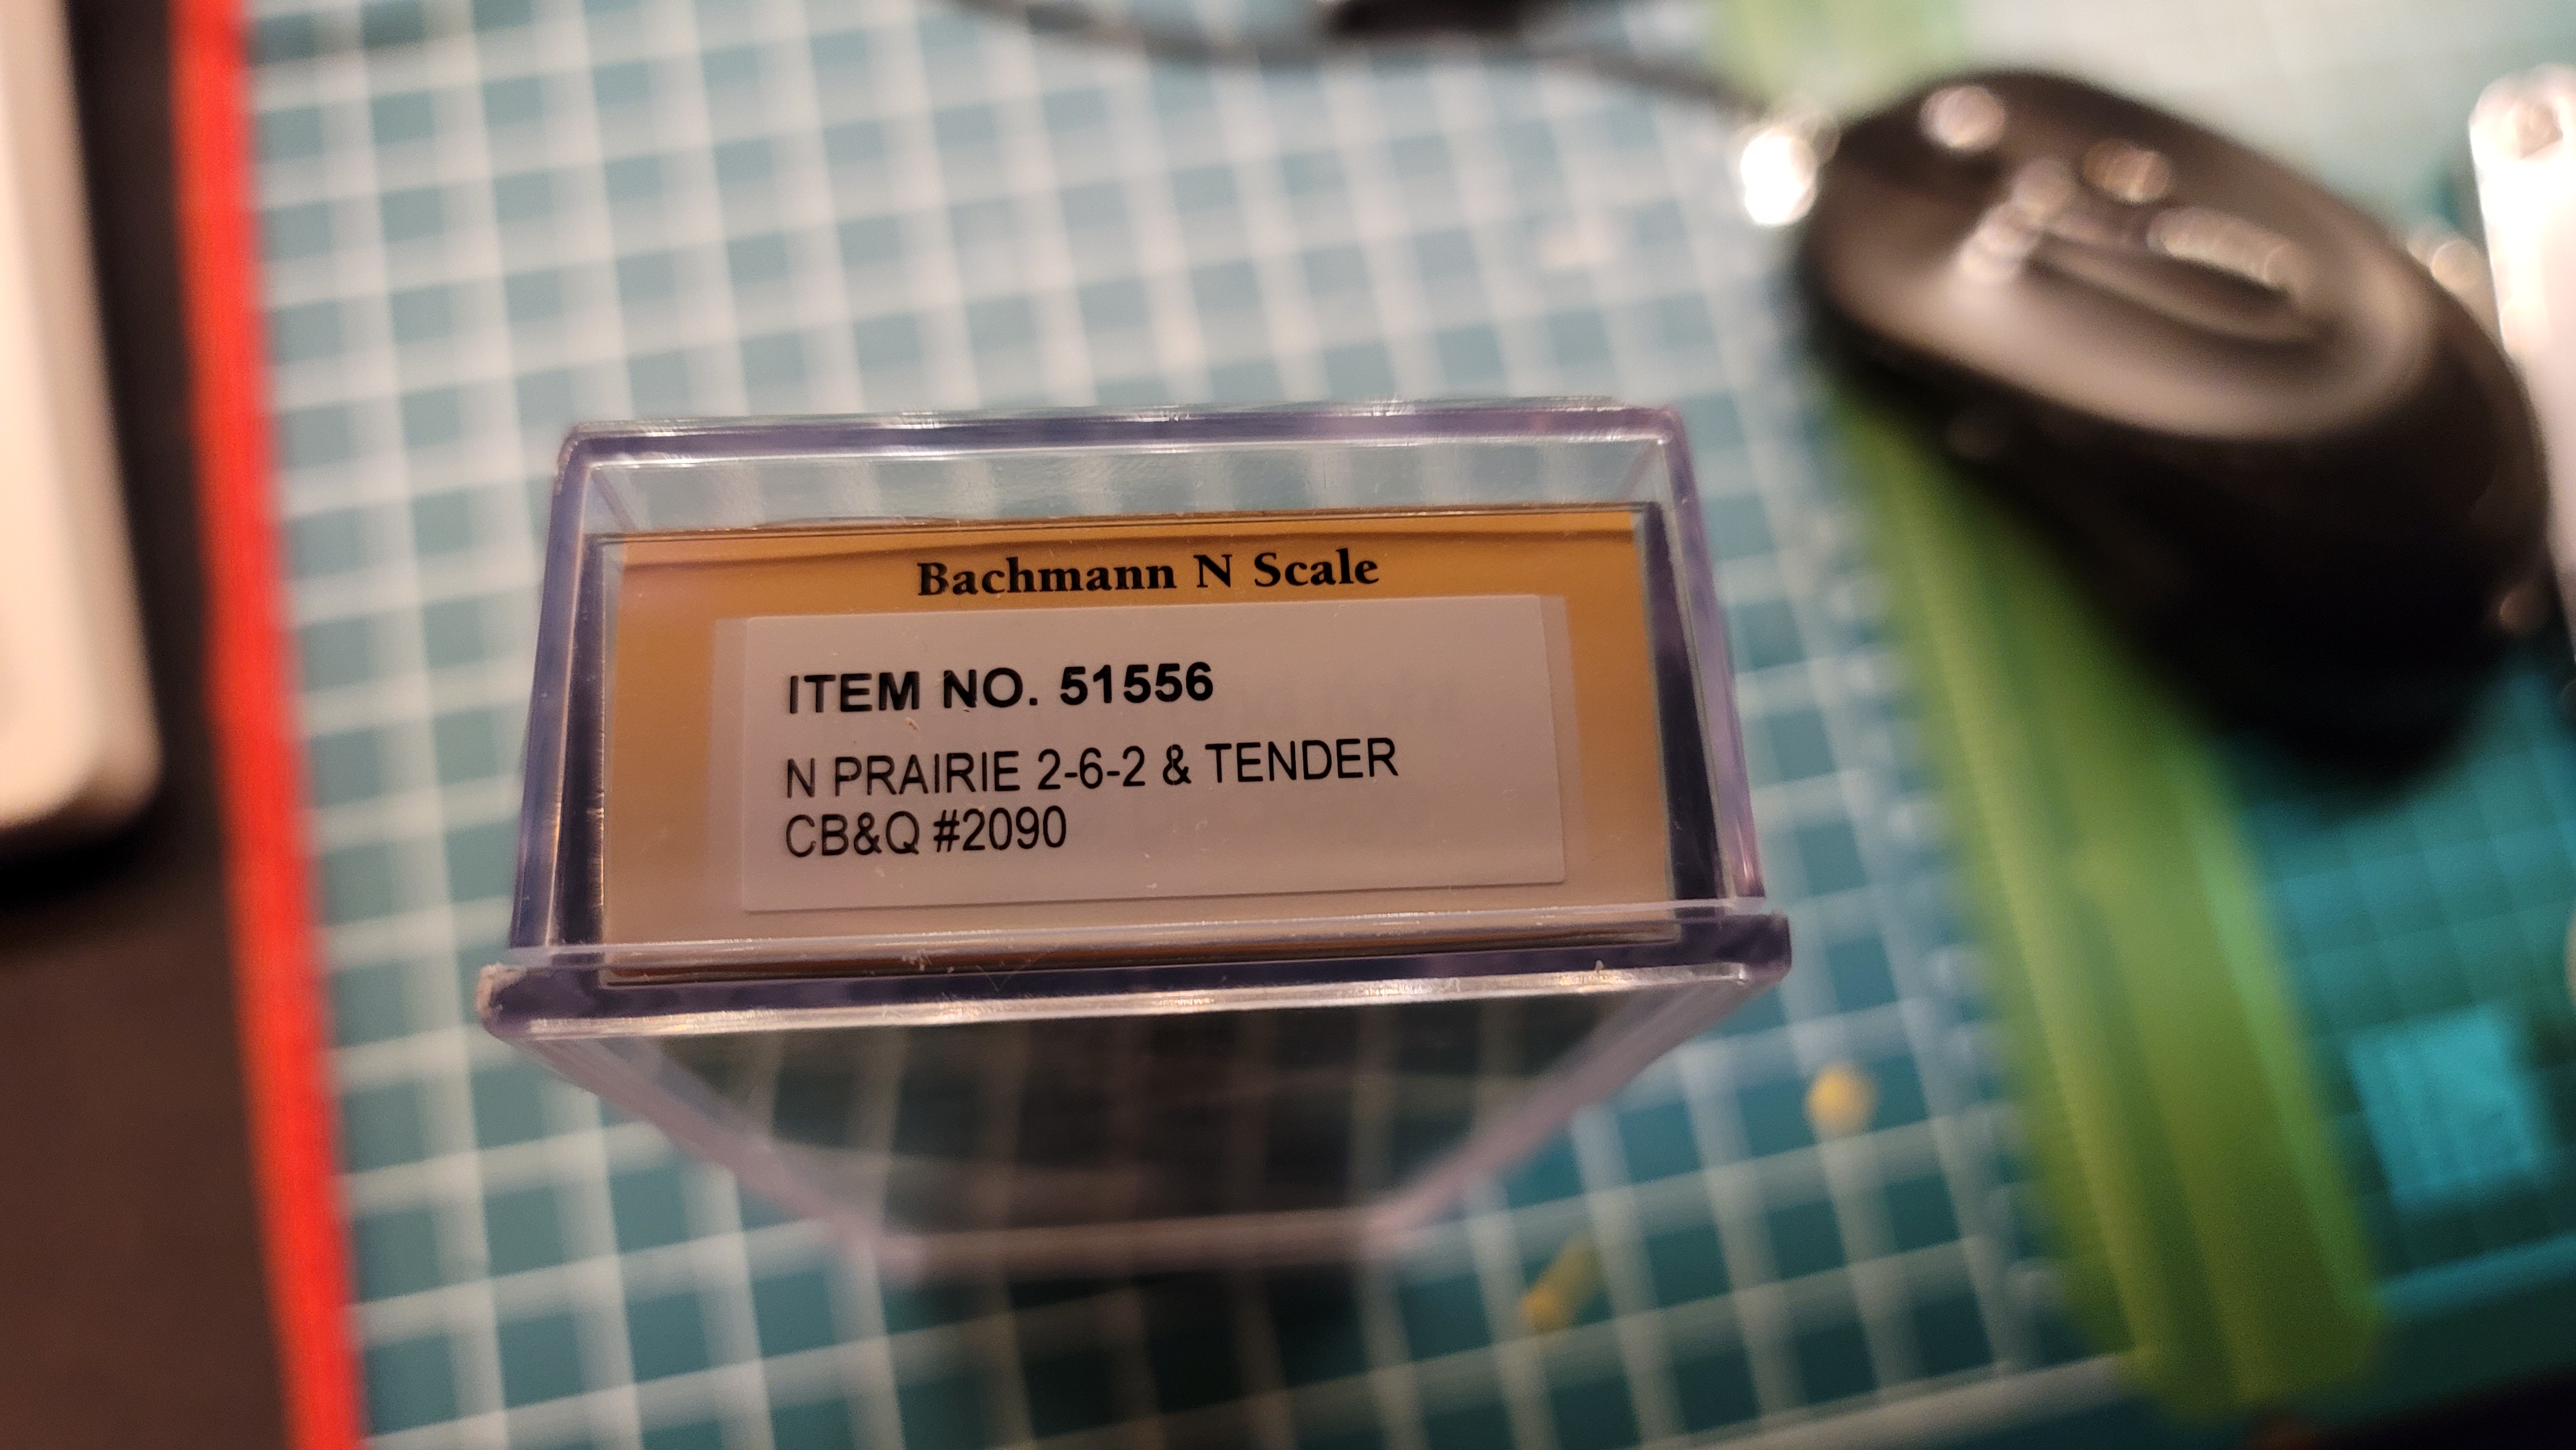 Bachmann N Scale
ITEM NO. 51556
N PRAIRIE 2-6-2 & TENDER
CB&Q #2090